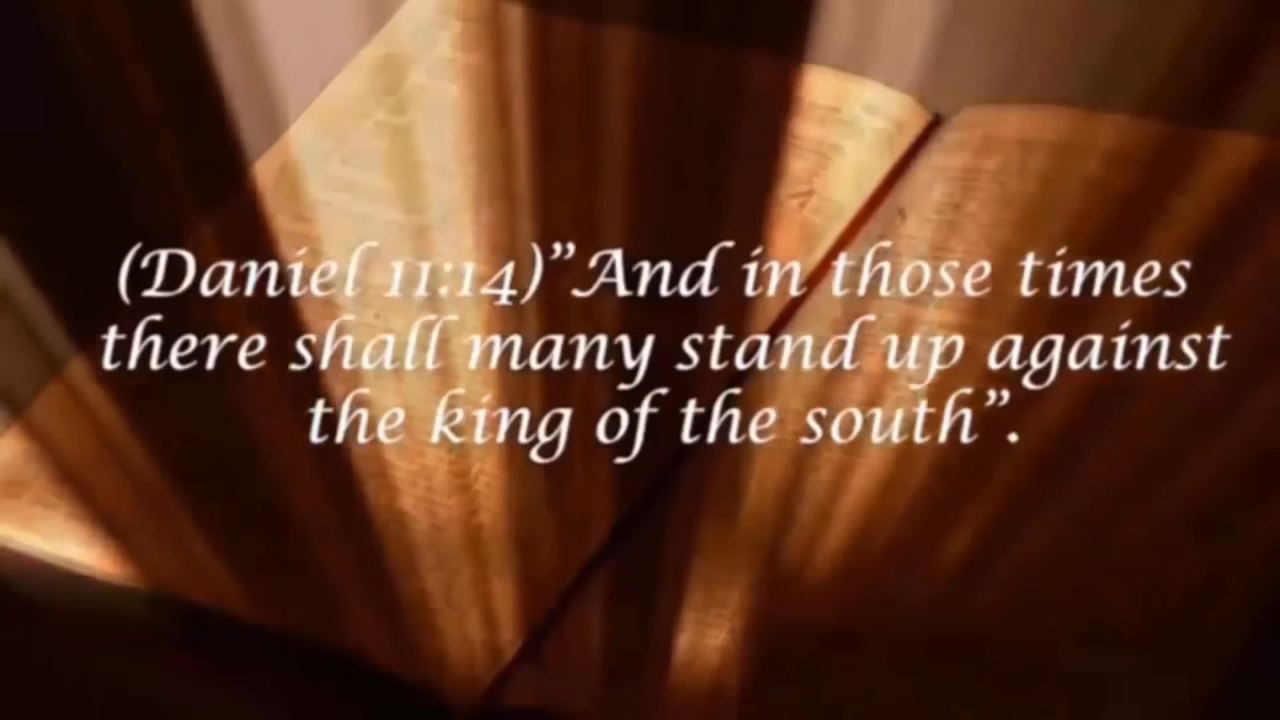 (Daniel 11:14)”And in those times
there shall many stand up against
the king of the south”.